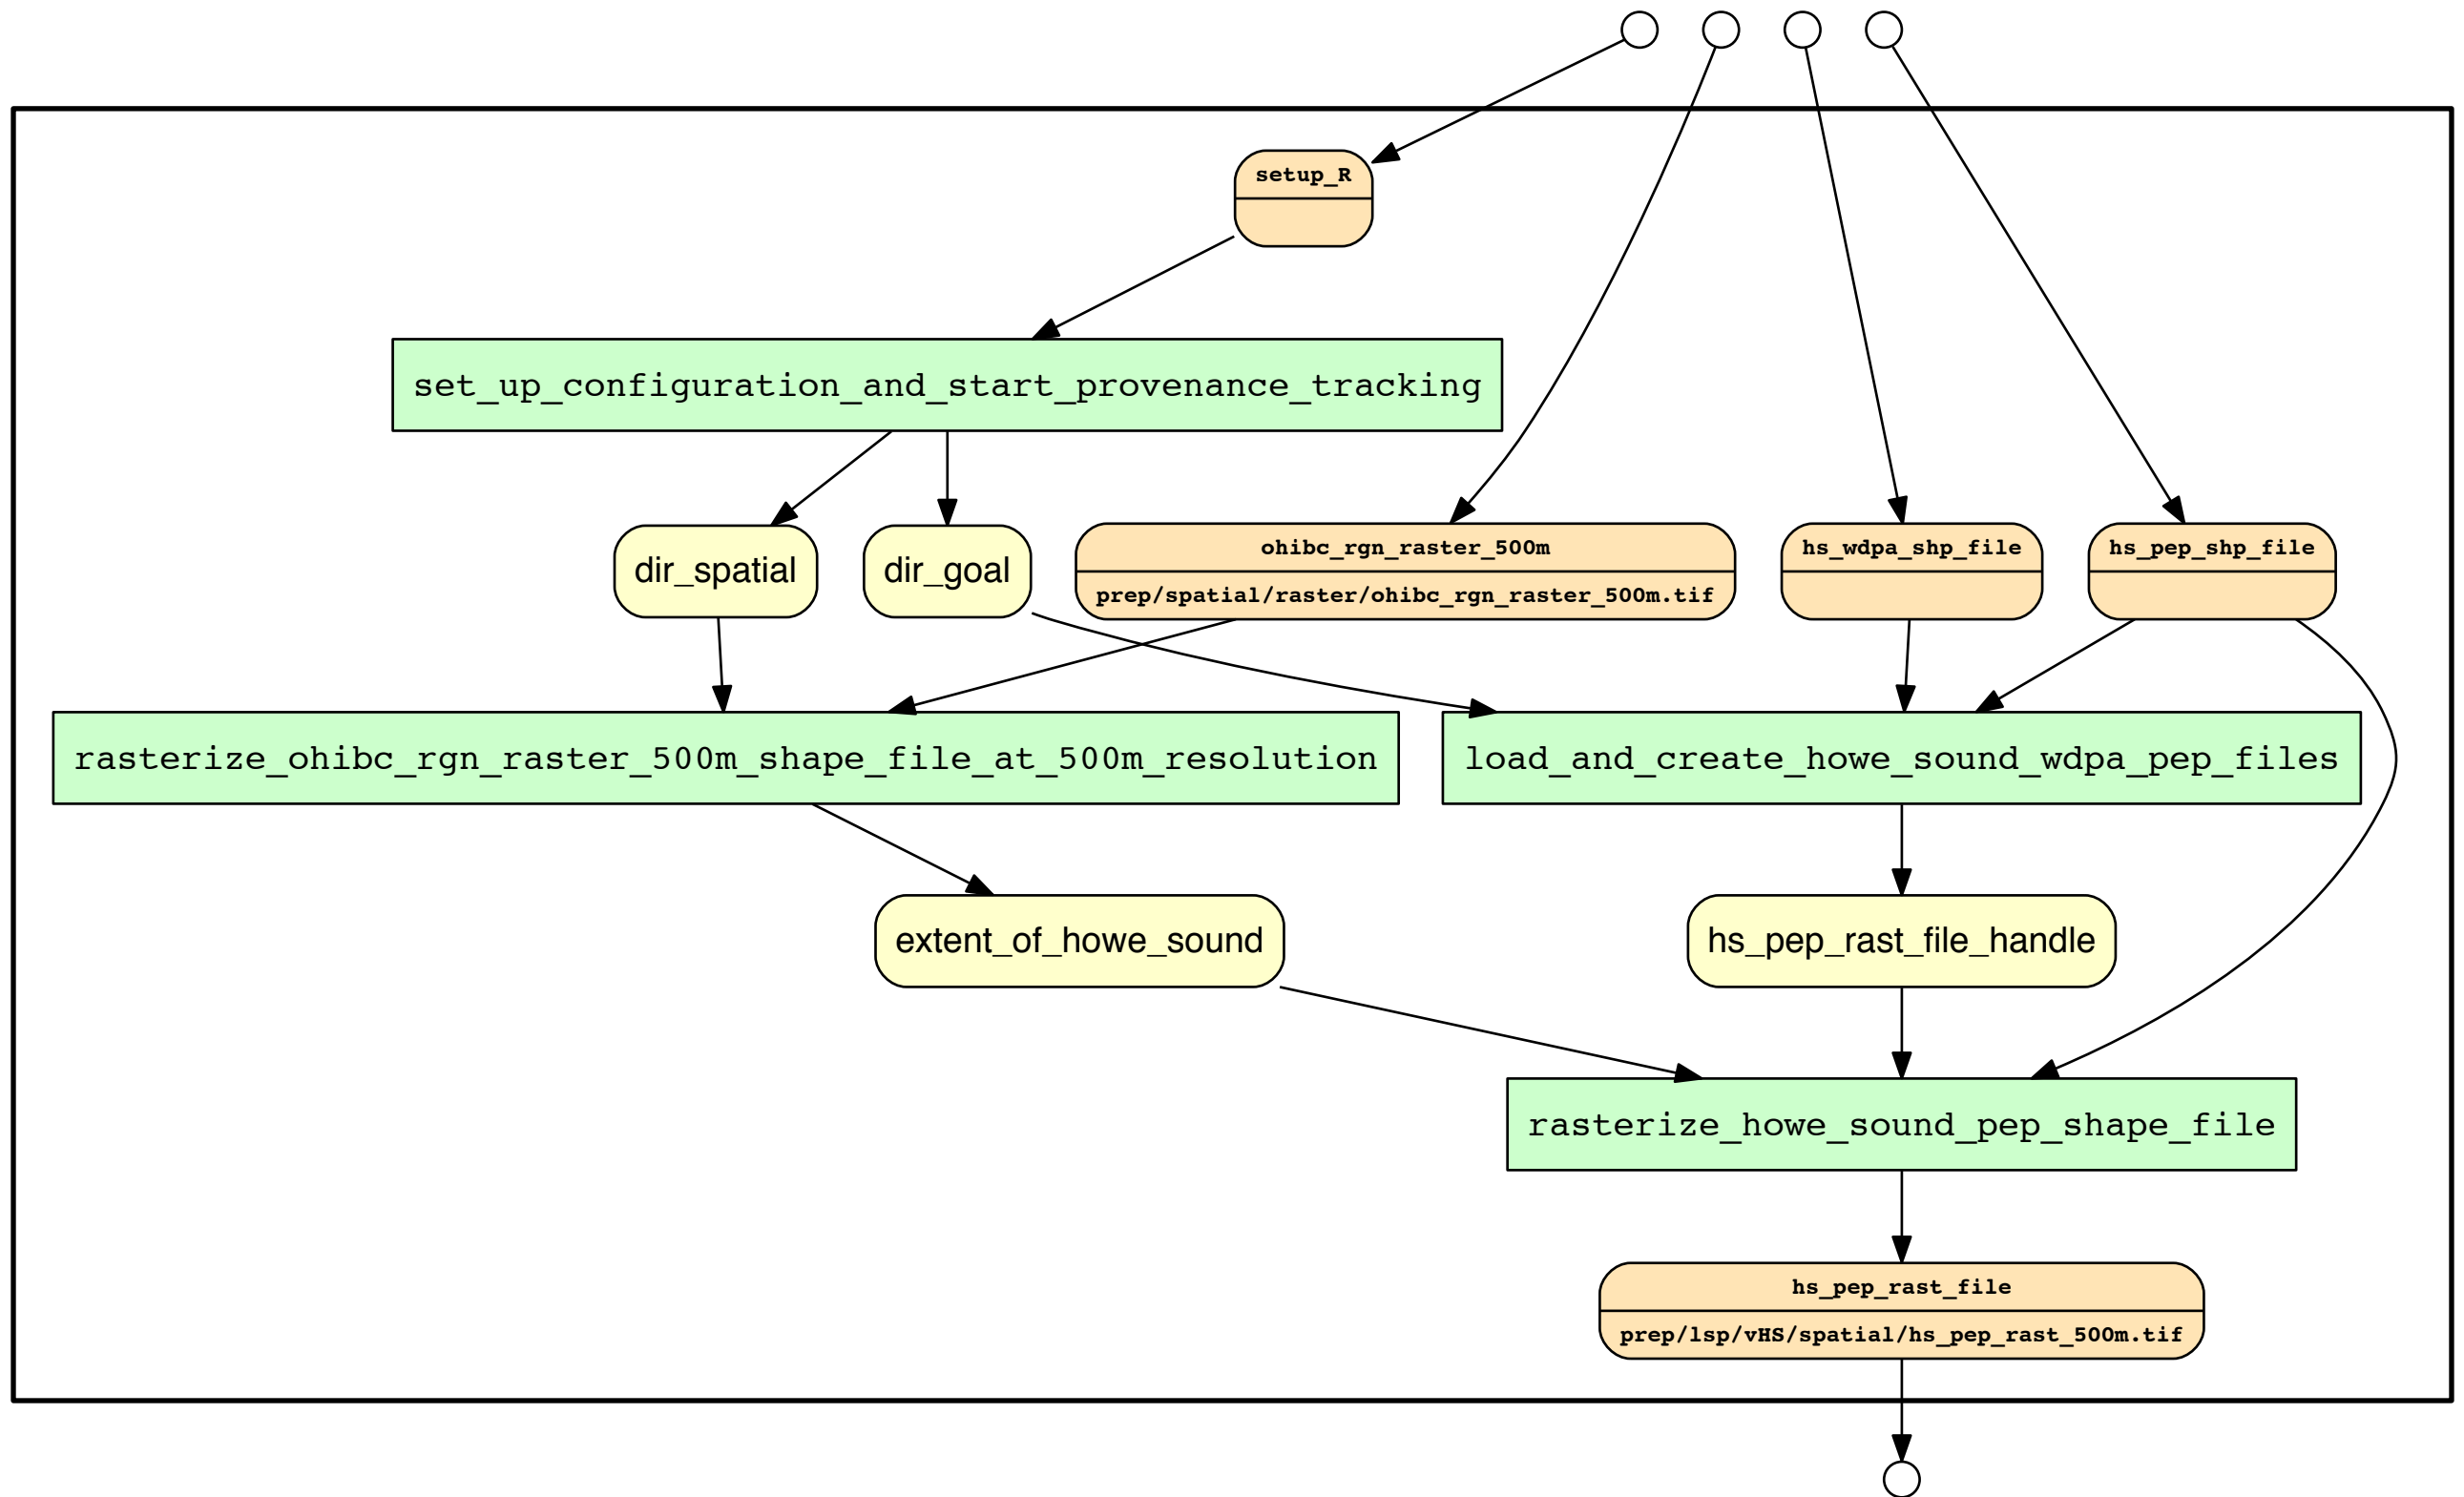 setup_R
set_up_configuration_and_start_provenance_tracking
dir_spatial
dir_goal
ohibc_rgn_raster_500m
prep/spatial/raster/ohibc_rgn_raster_500m.tif
hs_wdpa_shp_file
hs_pep_shp_file
rasterize_ohibc_rgn_raster_500m_shape_file_at_500m_resolution
load_and_create_howe_sound_wdpa_pep_files
extent_of_howe_sound
hs_pep_rast_file_handle
rasterize_howe_sound_pep_shape_file
hs_pep_rast_file
prep/lsp/vHS/spatial/hs_pep_rast_500m.tif